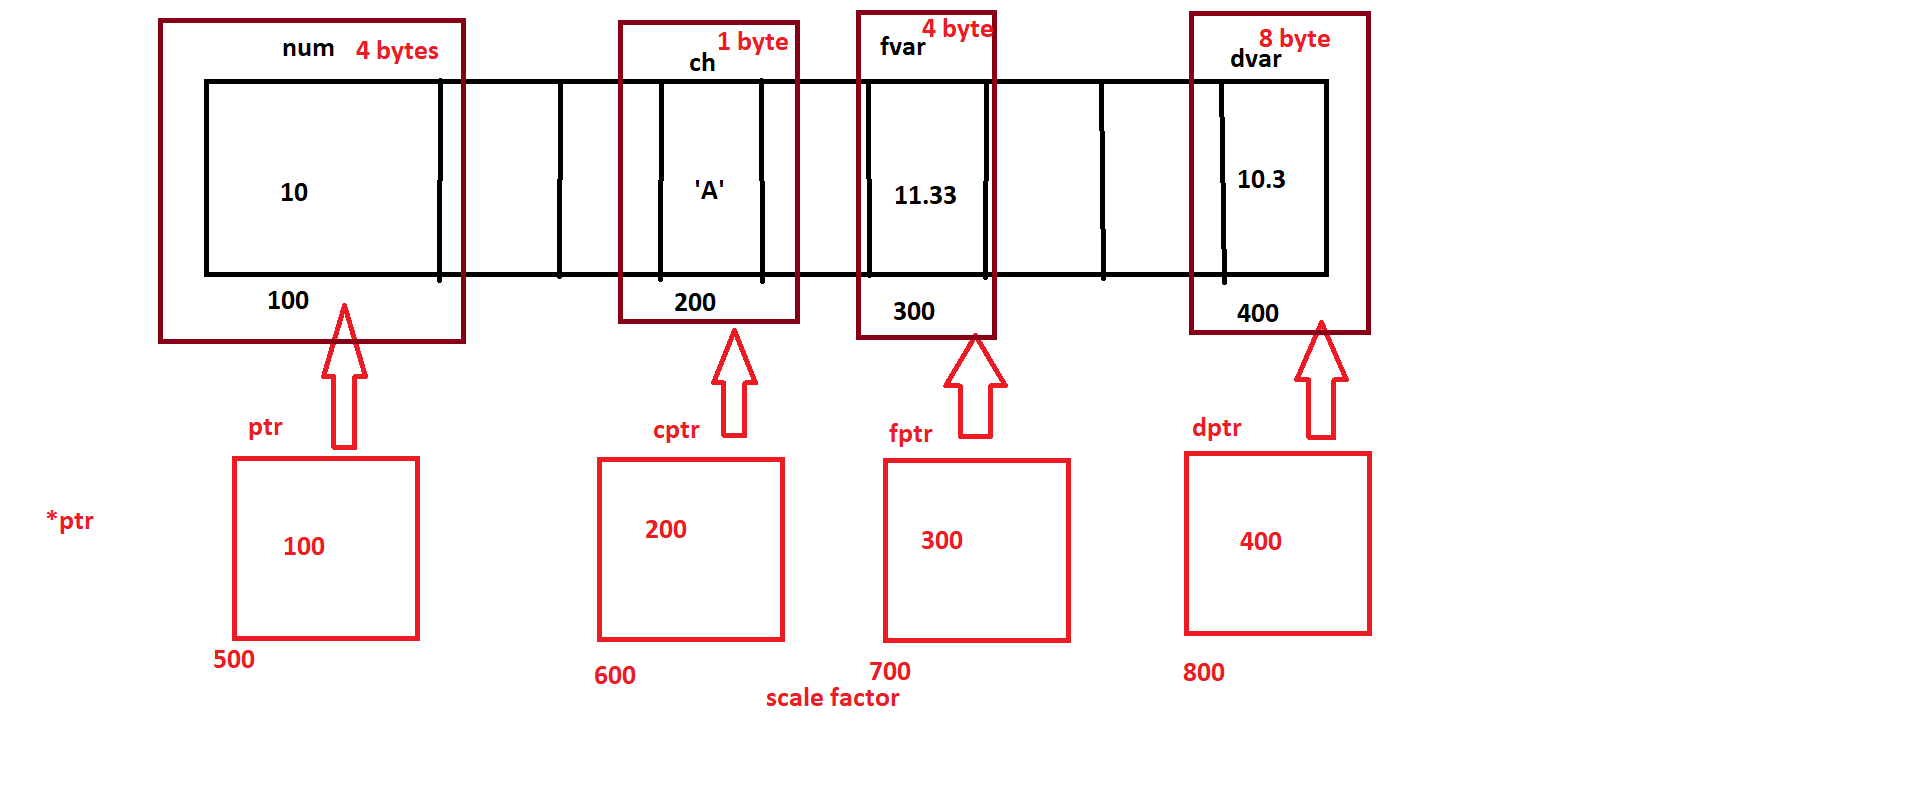 num 4 bytes
ch 1 byte
fvar 4 byte
dvar 8 byte
10
'A'
11.33
10.3
100
200
300
400
ptr
cptr
fptr
dptr
*ptr
100
200
300
400
500
600
700
800
scale factor